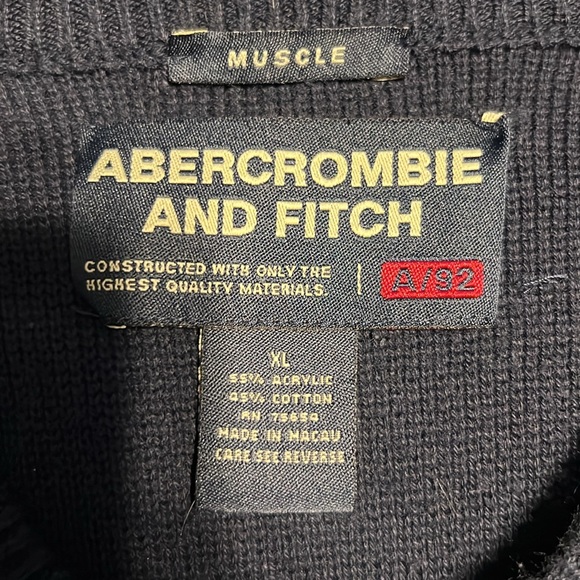 MUSCLE
ABERCROMBIE
AND FITCH
CONSTRUCTED WITH ONLY THE
HIGHEST QUALITY MATERIALS.
A/92
XL
55% ACRYLIC
45% COTTON
RN 75654
MADE IN MACAU
CARE SEE REVERSE